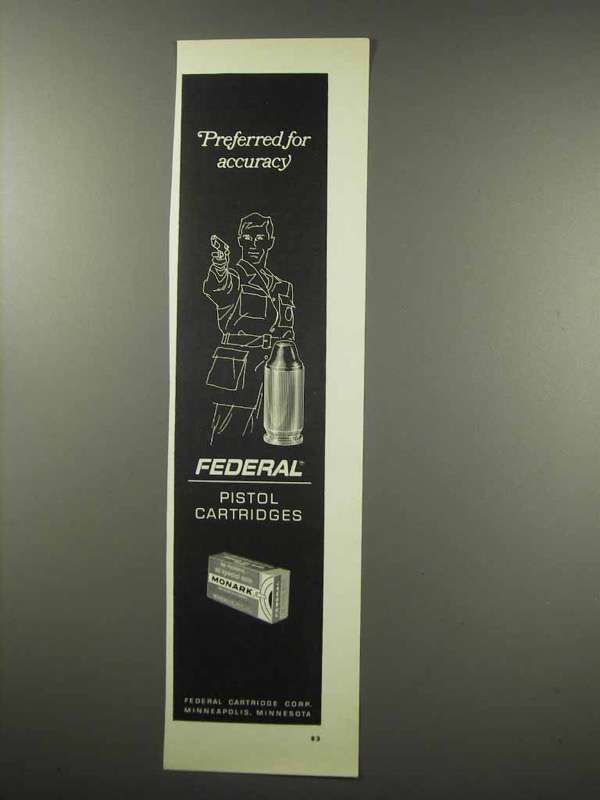 Preferred for
accuracy
FEDERAL
PISTOL
CARTRIDGES
MONARK
FEDERAL CARTRIDGE CORP.
MINNEAPOLIS, MINNESOTA
83